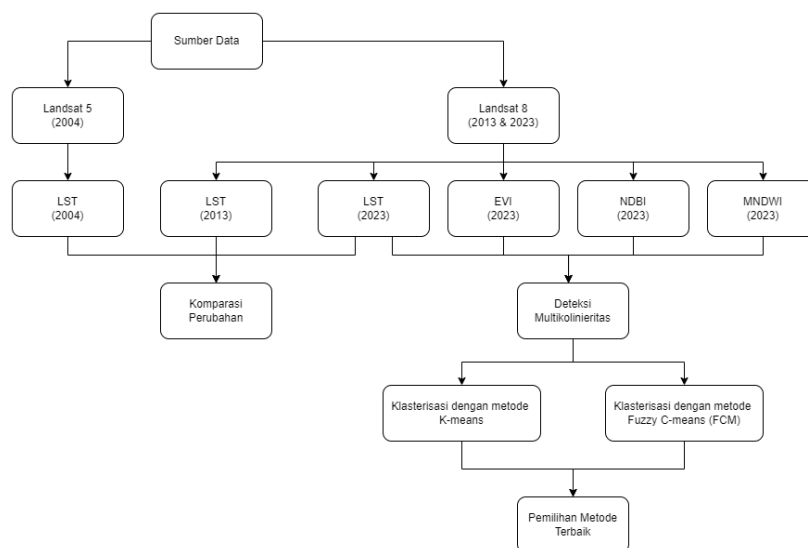 Sumber Data
Landsat 5
(2004)
Landsat 8
(2013 & 2023)
LST
(2004)
LST
(2013)
LST
(2023)
EVI
(2023)
NDBI
(2023)
MNDWI
(2023)
Komparasi
Perubahan
Deteksi
Multikolinieritas
Klasterisasi dengan metode
K-means
Klasterisasi dengan metode
Fuzzy C-means (FCM)
Pemilihan Metode
Terbaik